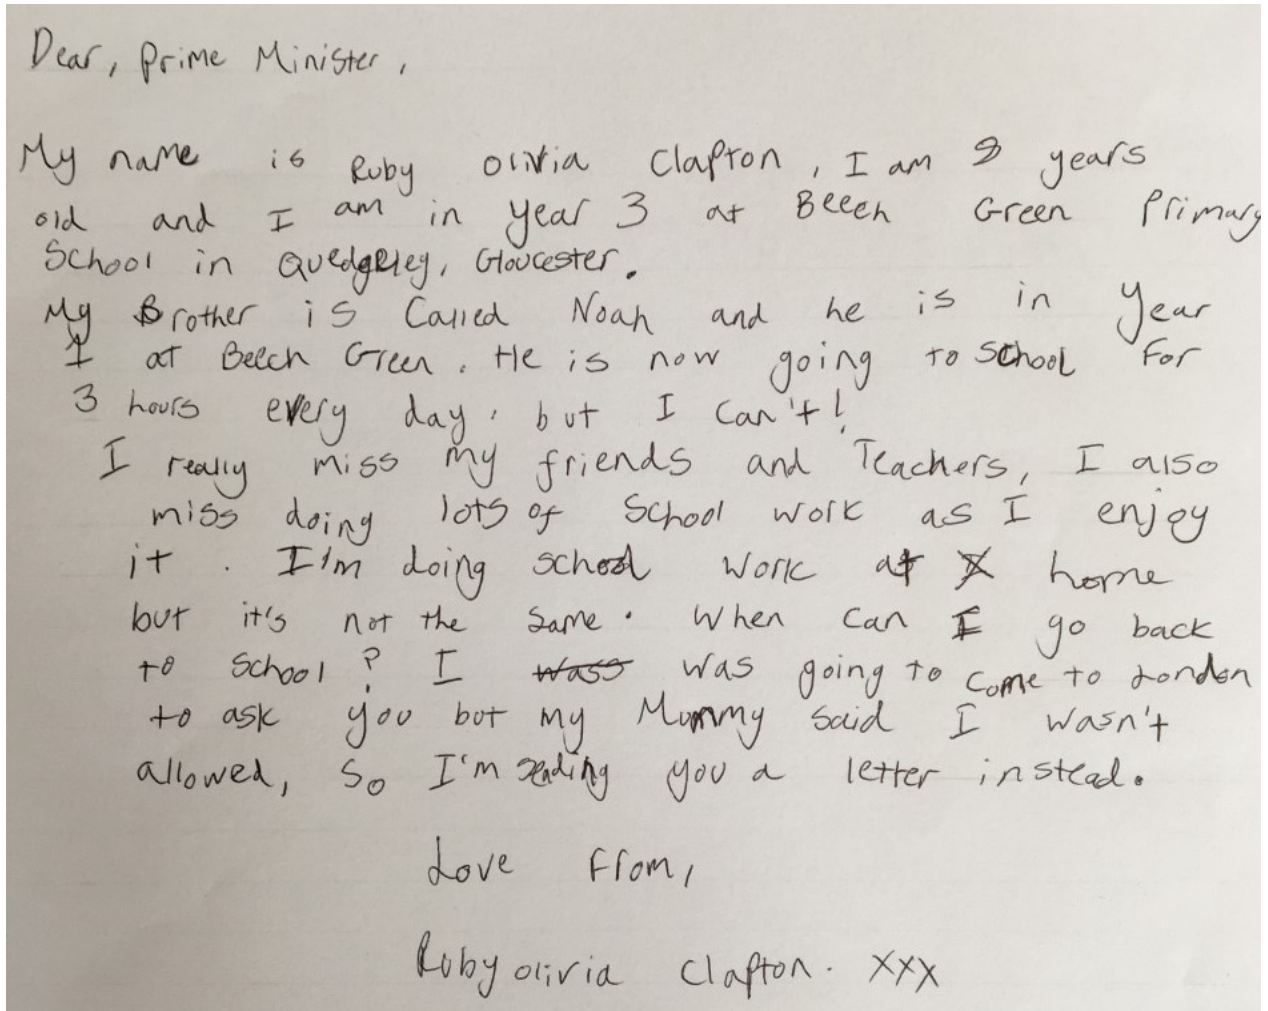 Dear, Prime Minister,
My name is Ruby Olivia Clapton, I am 8 years
old and I am in year 3 at Beech Green Primary
School in Quedgeley, Gloucester.
My Brother is Called Noah and he is in Year
1 at Beech Green. He is now going to School For
3 hours every day. but I Can't!
I really miss my friends and Teachers, I also
miss doing lots of School work as I enjoy
it. I'm doing school work at home
but it's not the same. When Can I go back
to School? I was going to come to London
to ask you but my Mummy said I wasn't
allowed, So I'm sending you a letter instead.
Love From,
Ruby olivia Clapton. xxx